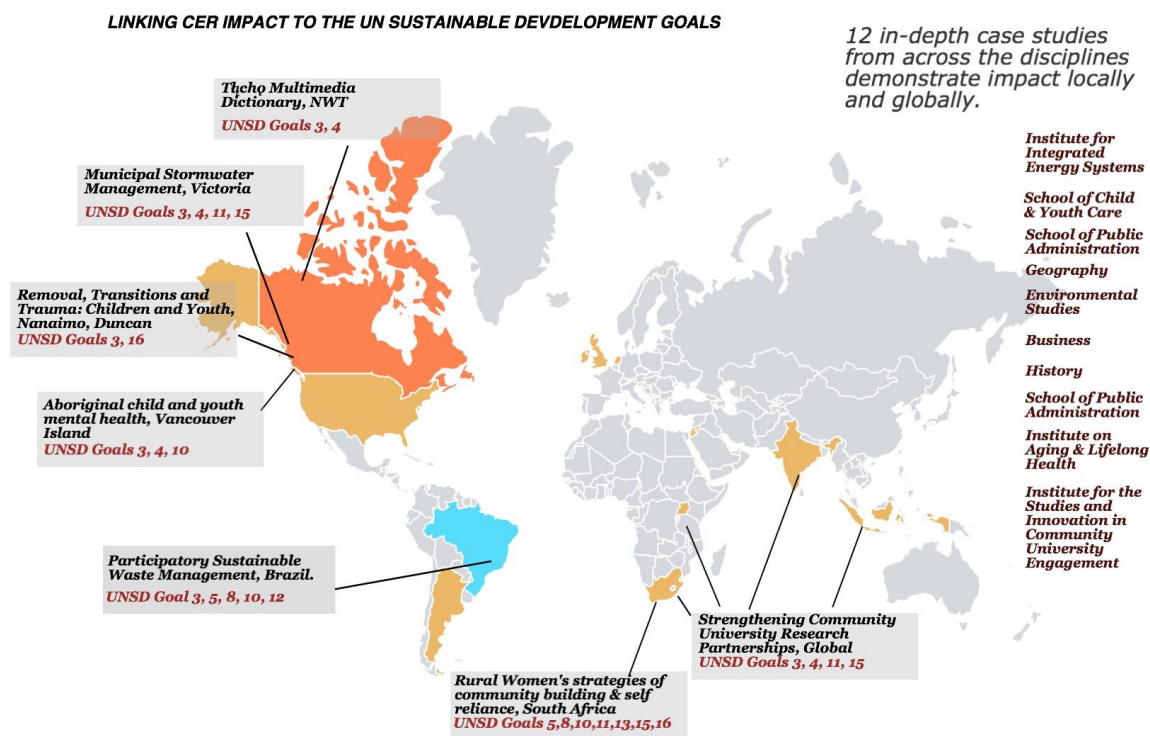 LINKING CER IMPACT TO THE UN SUSTAINABLE DEVDELOPMENT GOALS
12 in-depth case studies
from across the disciplines
demonstrate impact locally
and globally.
Tłı̨chǫ Multimedia
Dictionary, NWT
UNSD Goals 3, 4
Municipal Stormwater
Management, Victoria
UNSD Goals 3, 4, 11, 15
Removal, Transitions and
Trauma: Children and Youth,
Nanaimo, Duncan
UNSD Goals 3, 16
Aboriginal child and youth
mental health, Vancouver
Island
UNSD Goals 3, 4, 10
Participatory Sustainable
Waste Management, Brazil.
UNSD Goal 3, 5, 8, 10, 12
Rural Women's strategies of
community building & self
reliance, South Africa
UNSD Goals 5,8,10,11,13,15,16
Strengthening Community
University Research
Partnerships, Global
UNSD Goals 3, 4, 11, 15
Institute for
Integrated
Energy Systems
School of Child
& Youth Care
School of Public
Administration
Geography
Environmental
Studies
Business
History
School of Public
Administration
Institute on
Aging & Lifelong
Health
Institute for the
Studies and
Innovation in
Community
University
Engagement